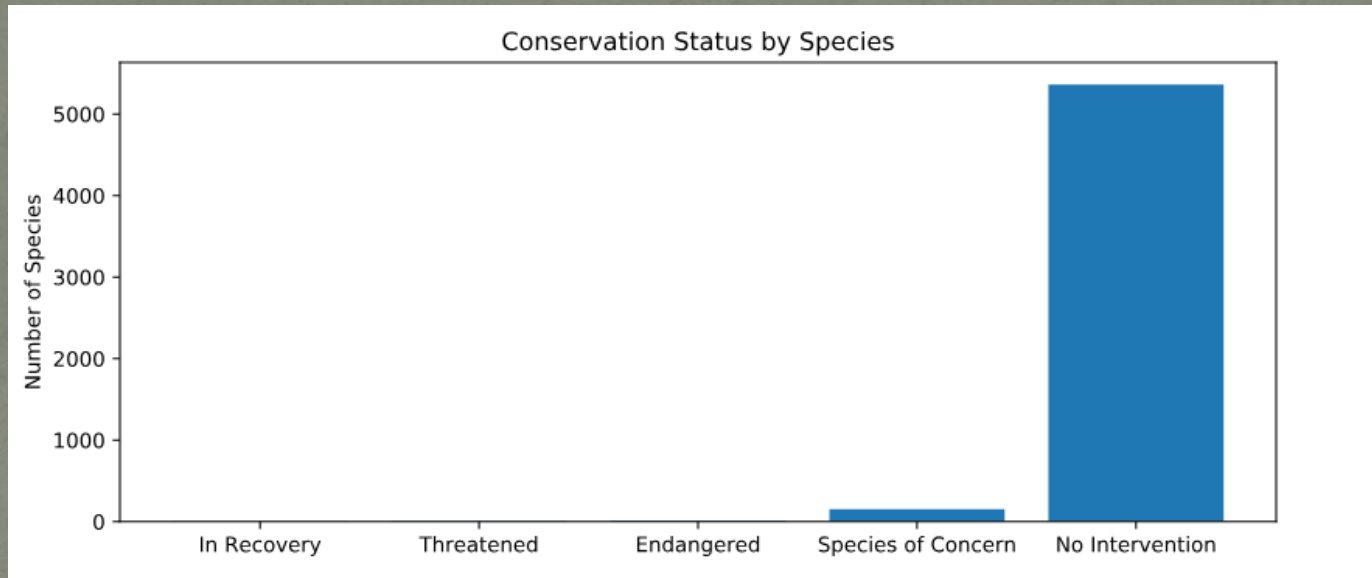 Conservation Status by Species
Number of Species
5000
4000
3000
2000
1000
0
In Recovery
Threatened
Endangered
Species of Concern
No Intervention